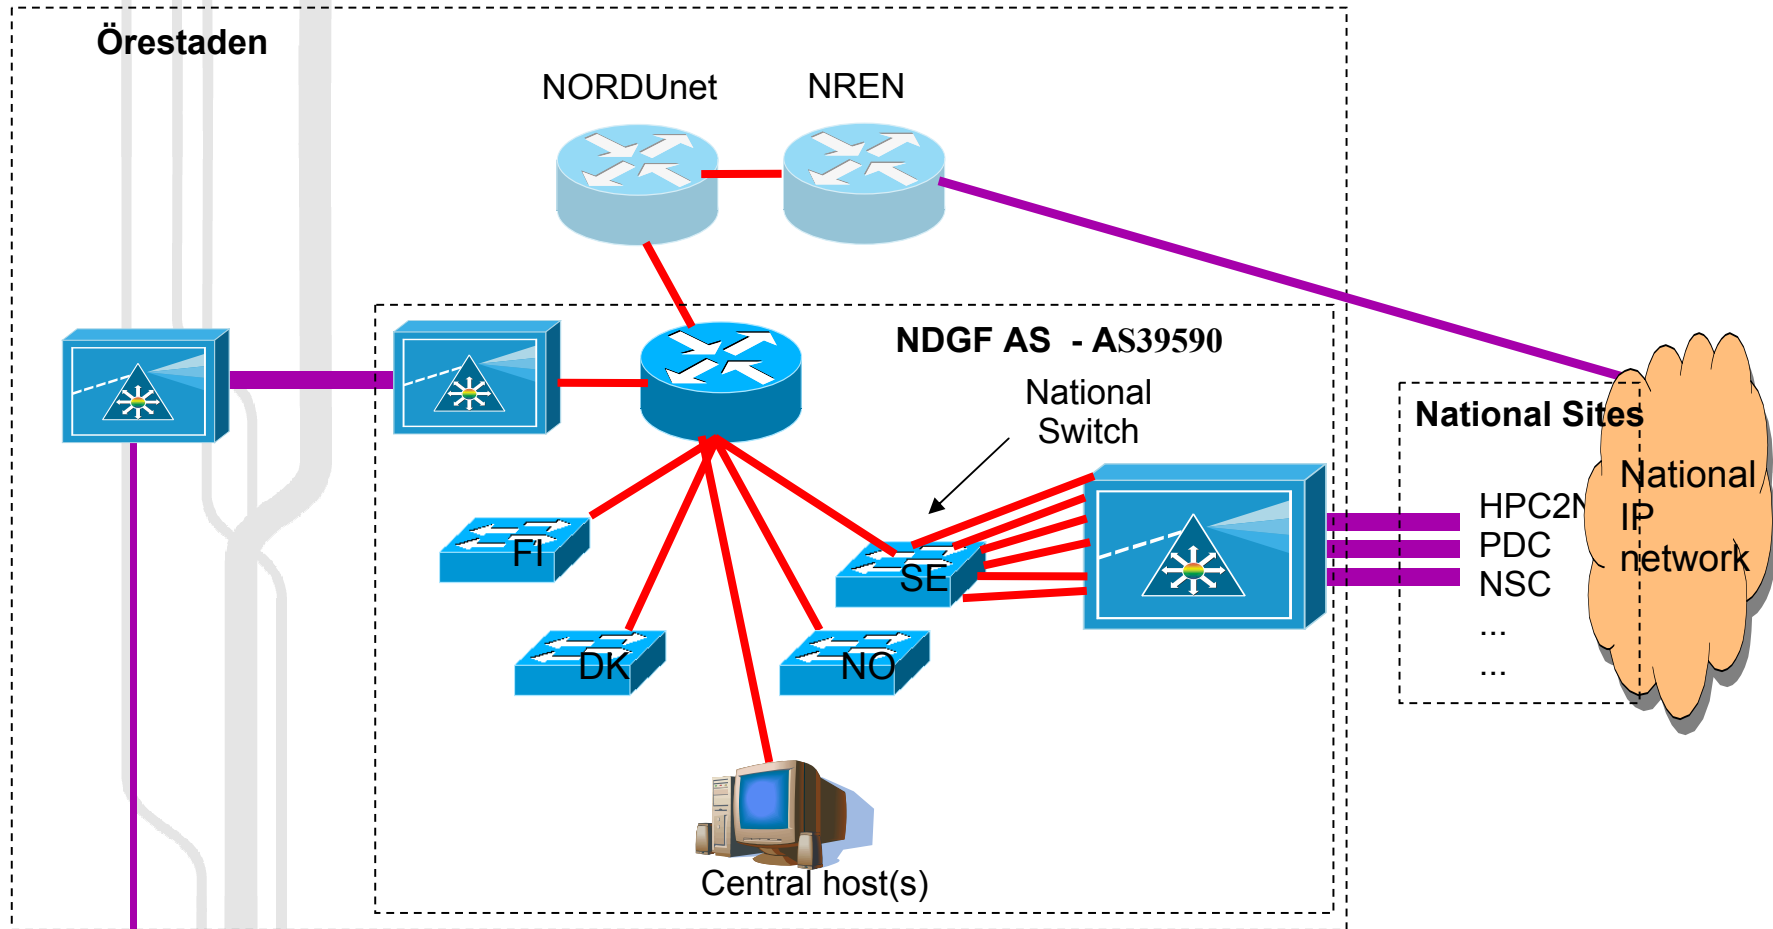 Örestaden
NORDUnet
NREN
NDGF AS - AS39590
National
Switch
National Sites
National
IP
network
HPC2N
PDC
NSC
...
...
FI
SE
DK
NO
Central host(s)